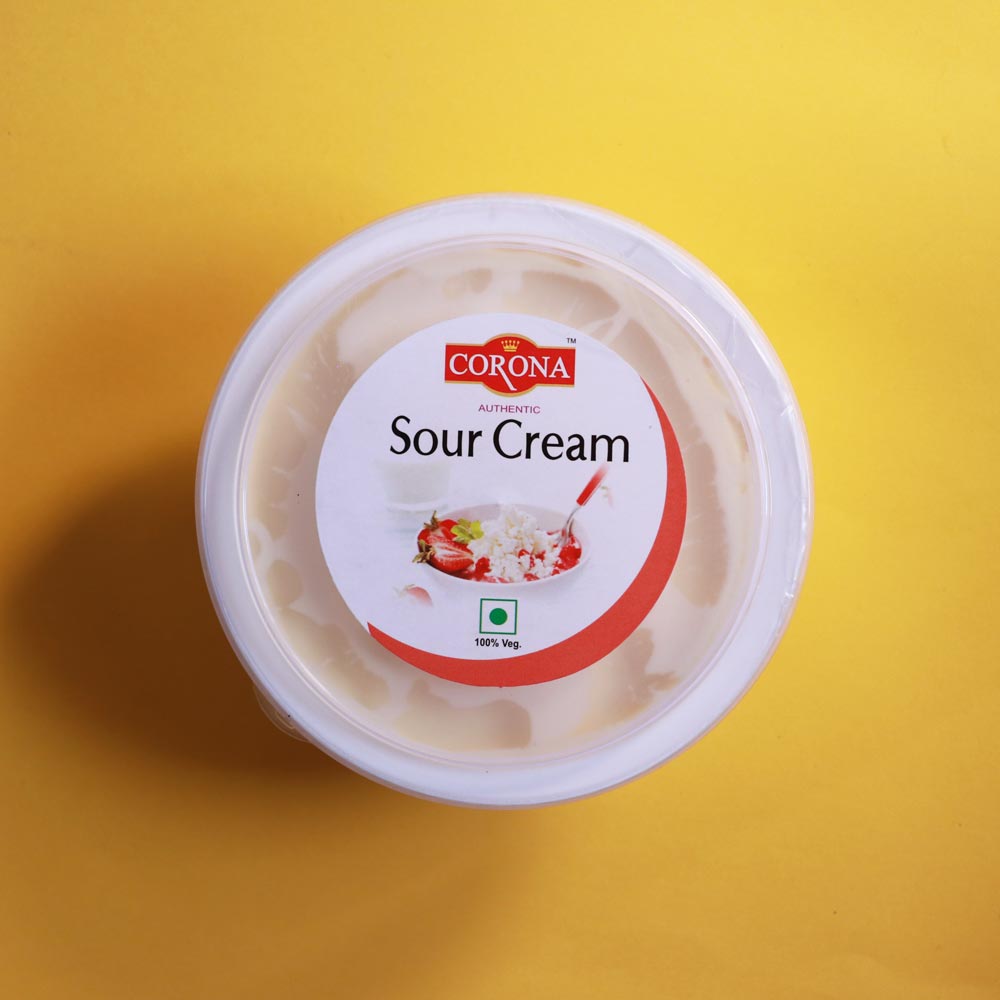 CORONA TM
AUTHENTIC
Sour Cream
100% Veg.